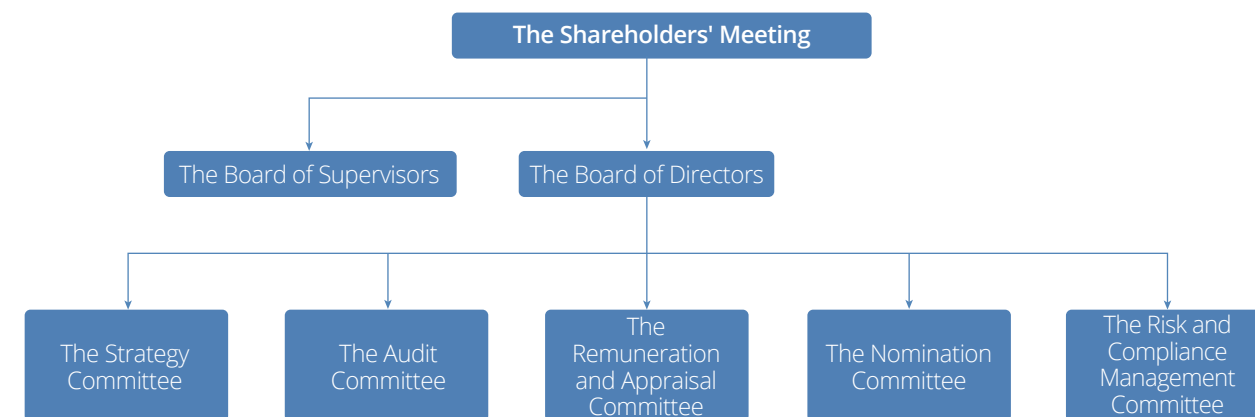 The Shareholders' Meeting
The Board of Supervisors
The Board of Directors
The Strategy
Committee
The Audit
Committee
The
Remuneration
and Appraisal
Committee
The Nomination
Committee
The Risk and
Compliance
Management
Committee